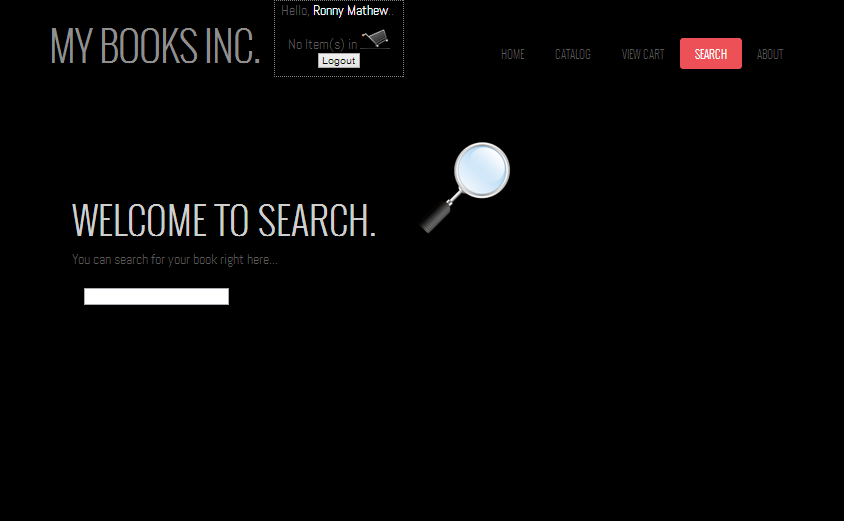 MY BOOKS INC.
Hello, Ronny Mathew..
No Item(s) in
Logout
HOME
CATALOG
VIEW CART
SEARCH
ABOUT
WELCOME TO SEARCH.
You can search for your book right here...